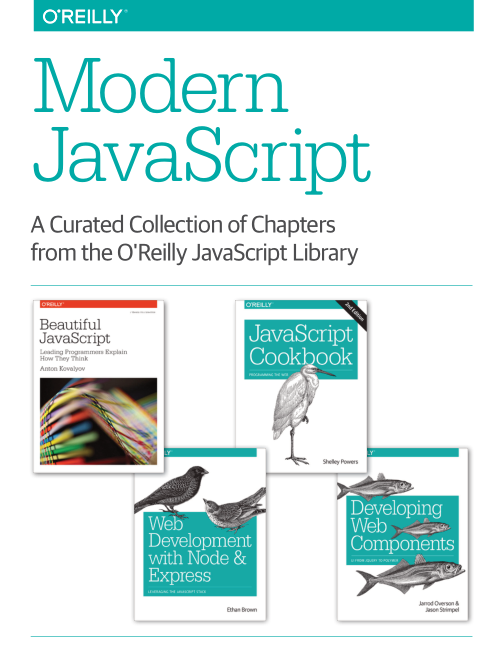 O'REILLY®
Modern
JavaScript
A Curated Collection of Chapters
from the O'Reilly JavaScript Library
O'REILLY®
Beautiful
JavaScript
Leading Programmers Explain
How They Think
Anton Kovalyov
O'REILLY®
2nd Edition
JavaScript
Cookbook
PROGRAMMING THE WEB
Shelley Powers
LY®
Web
Development
with Node &
Express
LEVERAGING THE JAVASCRIPT STACK
Ethan Brown
LY®
Developing
Web
Components
UI FROM JQUERY TO POLYMER
Jarrod Overson &
Jason Strimpel